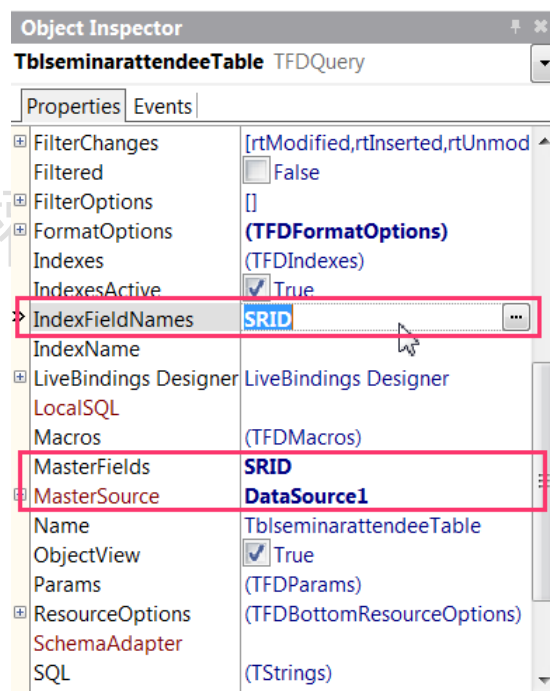 Object Inspector
TblseminarattendeeTable TFDQuery
Properties Events
FilterChanges [rtModified,rtInserted,rtUnmod
Filtered False
FilterOptions []
FormatOptions (TFDFormatOptions)
Indexes (TFDIndexes)
IndexesActive True
IndexFieldNames SRID ...
IndexName
LiveBindings Designer LiveBindings Designer
LocalSQL
Macros (TFDMacros)
MasterFields SRID
MasterSource DataSource1
Name TblseminarattendeeTable
ObjectView True
Params (TFDParams)
ResourceOptions (TFDBottomResourceOptions)
SchemaAdapter
SQL (TStrings)